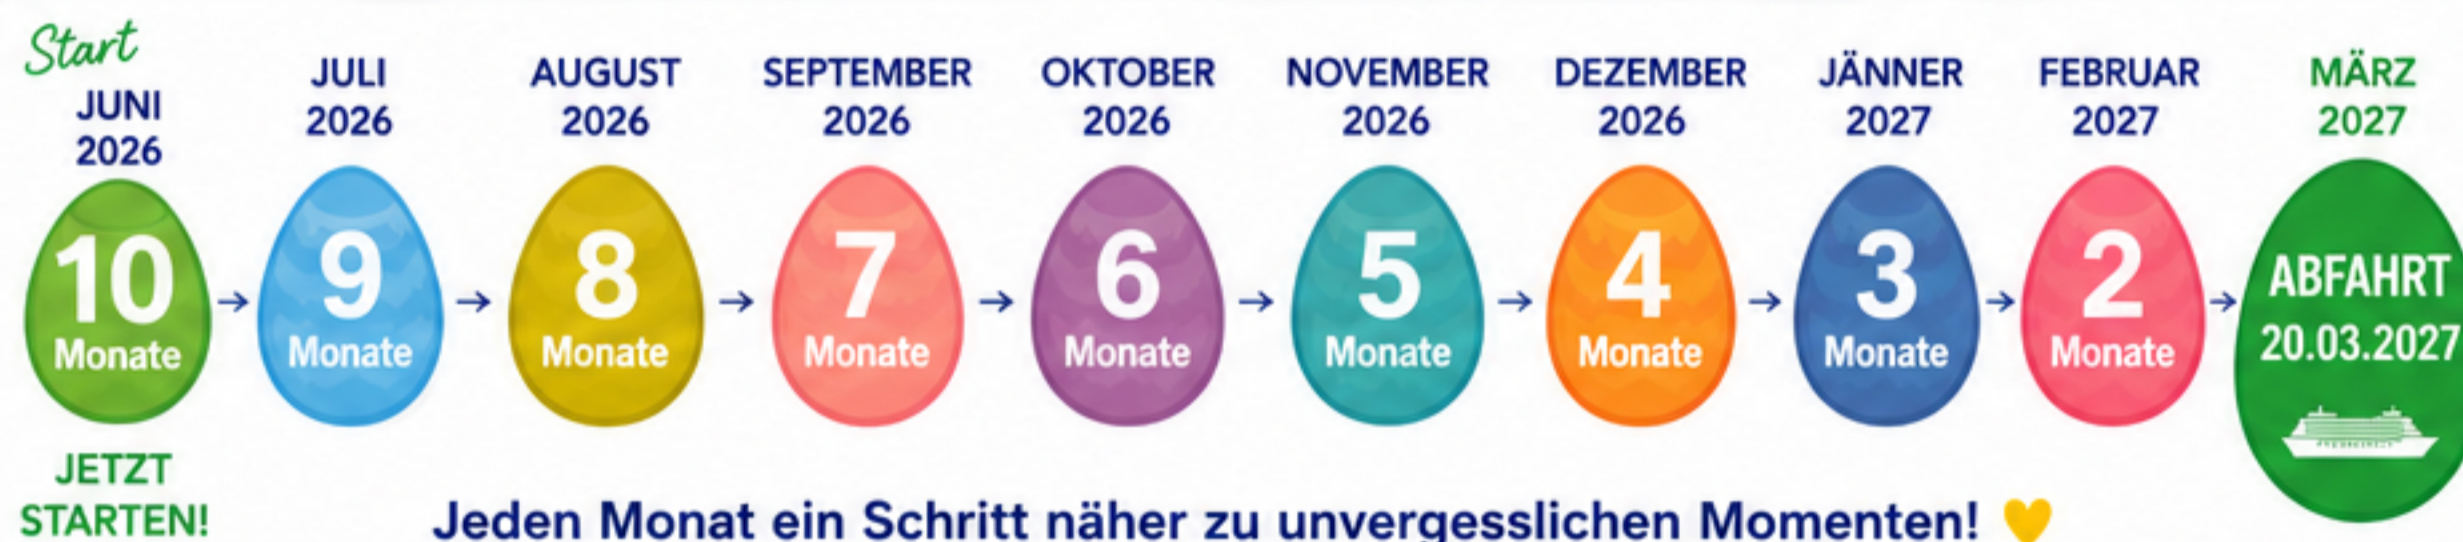 Start
JUNI
2026
JULI
2026
AUGUST
2026
SEPTEMBER
2026
OKTOBER
2026
NOVEMBER
2026
DEZEMBER
2026
JÄNNER
2027
FEBRUAR
2027
MÄRZ
2027
10
Monate
9
Monate
8
Monate
7
Monate
6
Monate
5
Monate
4
Monate
3
Monate
2
Monate
ABFAHRT
20.03.2027
JETZT
STARTEN!
Jeden Monat ein Schritt näher zu unvergesslichen Momenten!